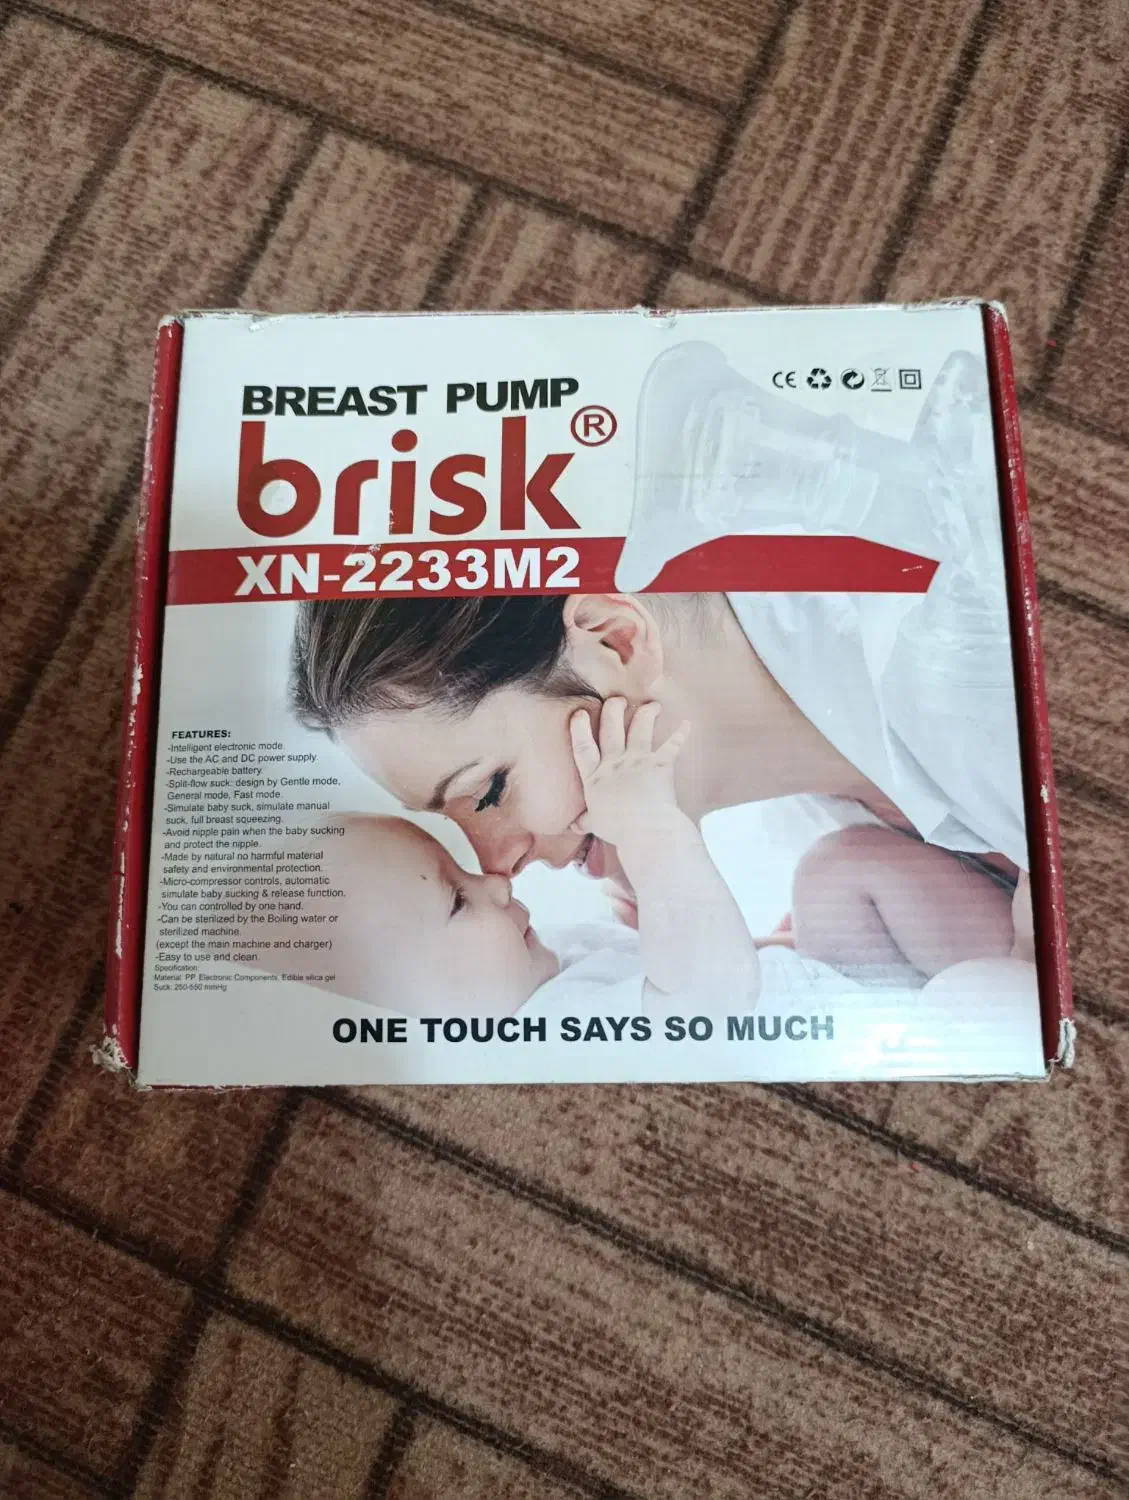 BREAST PUMP
brisk®
XN-2233M2
CE
FEATURES:
-Intelligent electronic mode.
-Use the AC and DC power supply.
-Rechargeable battery.
-Split-flow suck: design by Gentle mode,
General mode, Fast mode.
-Simulate baby suck, simulate manual
suck, full breast squeezing.
-Avoid nipple pain when the baby sucking
and protect the nipple.
-Made by natural no harmful material
safety and environmental protection.
-Micro-compressor controls, automatic
simulate baby sucking & release function.
-You can controlled by one hand.
-Can be sterilized by the Boiling water or
sterilized machine.
(except the main machine and charger)
-Easy to use and clean.
Specification:
Material: PP, Electronic Components, Edible silica gel
Suck: 250-550 mmHg
ONE TOUCH SAYS SO MUCH